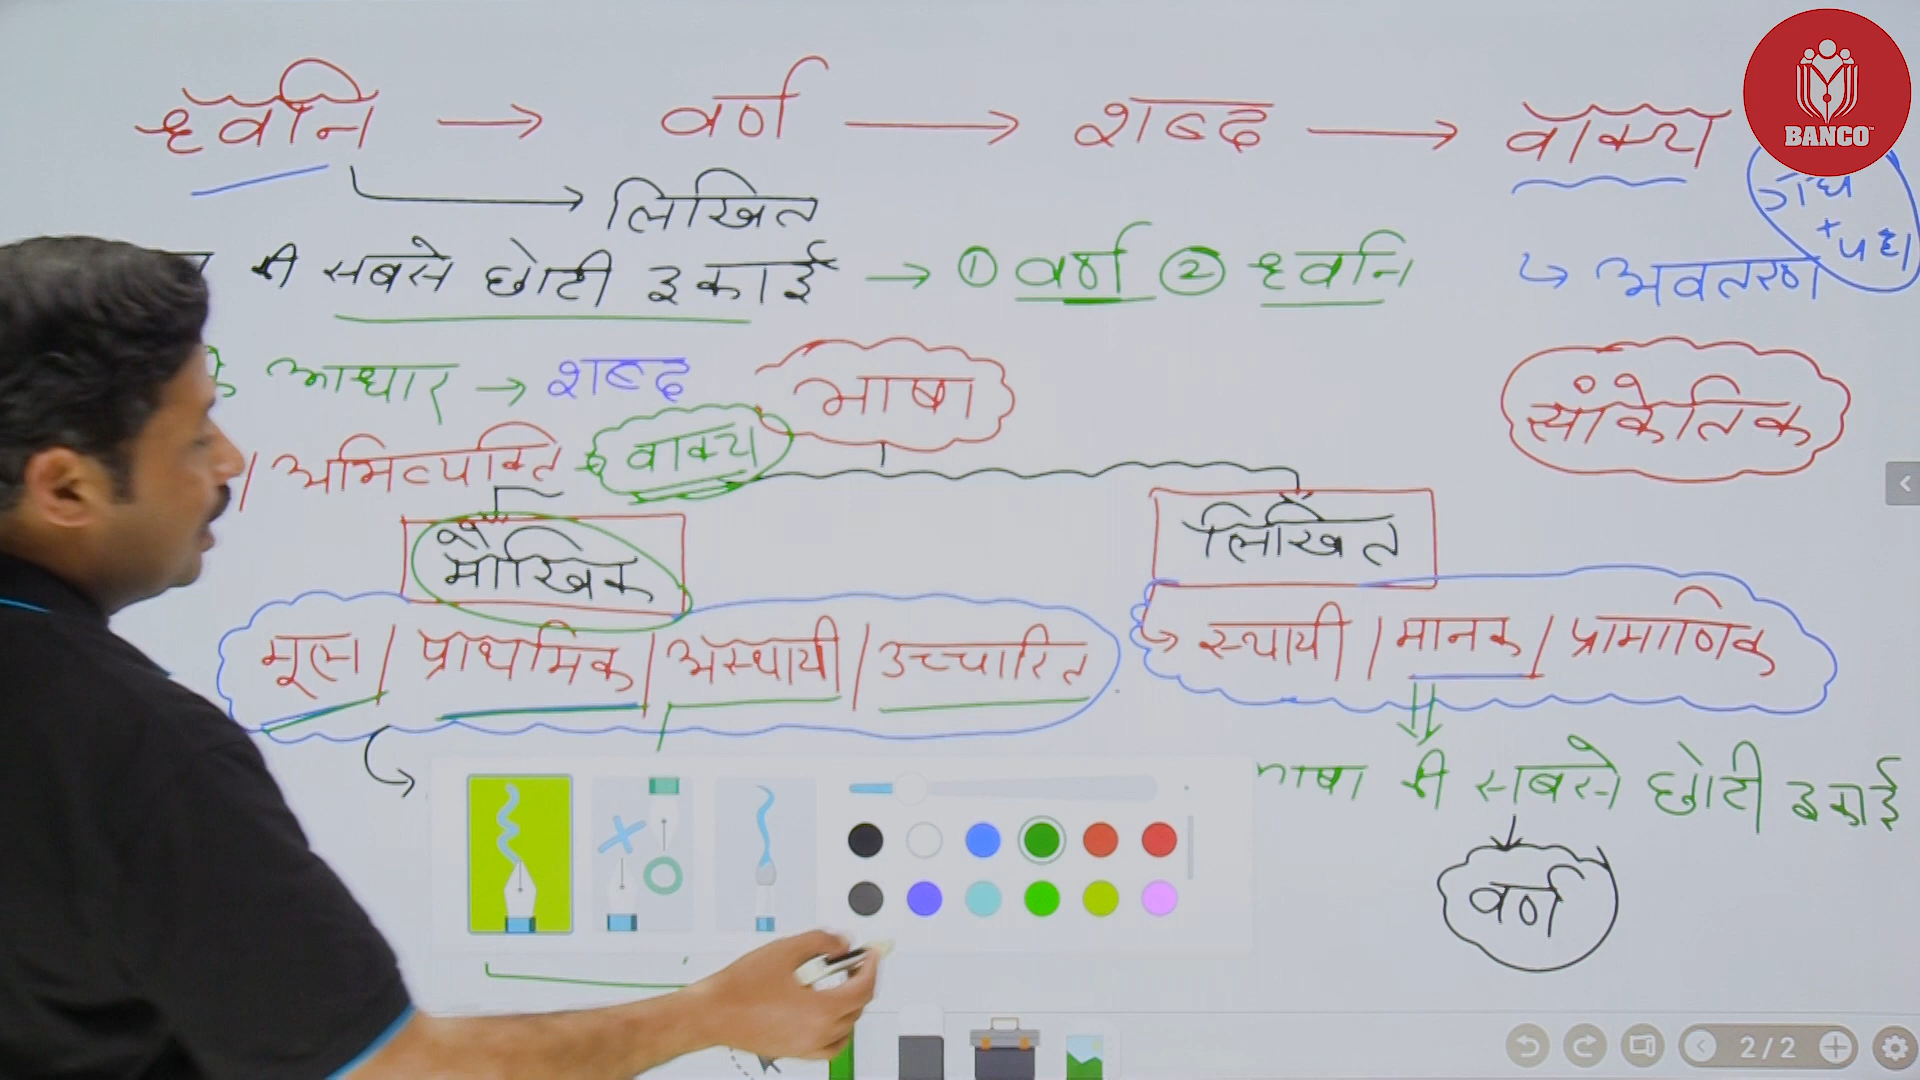 ध्वनि → वर्ण → शब्द → वाक्य
BANCO
गद्य
+ पद्य
→ लिखित
की सबसे छोटी इकाई → ① वर्ण ② ध्वनि
↳ अवतरण
के आधार → शब्द
भाषा
सांकेतिक
/ अभिव्यक्ति
वाक्य
मौखिक
लिखित
मूल / प्राथमिक / अस्थायी / उच्चारित
↳ स्थायी / मानक / प्रामाणिक
भाषा की सबसे छोटी इकाई
वर्ण
2/2